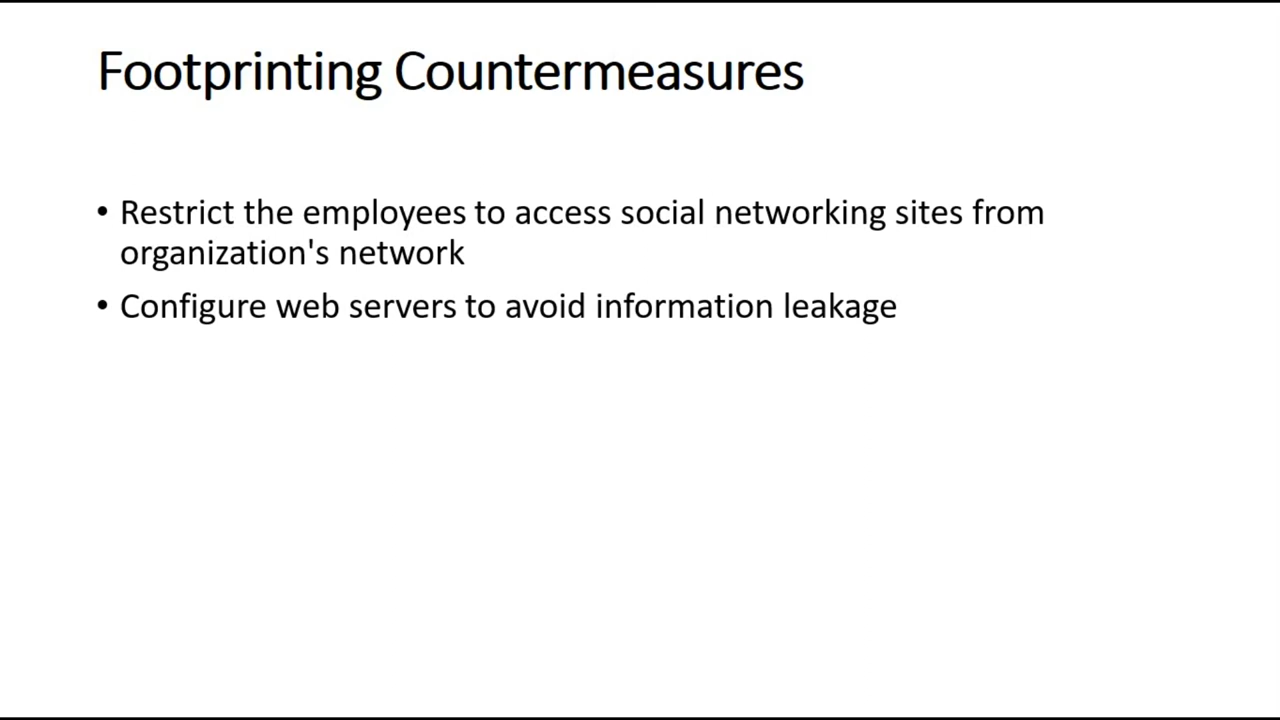 Footprinting Countermeasures
• Restrict the employees to access social networking sites from
organization's network
• Configure web servers to avoid information leakage